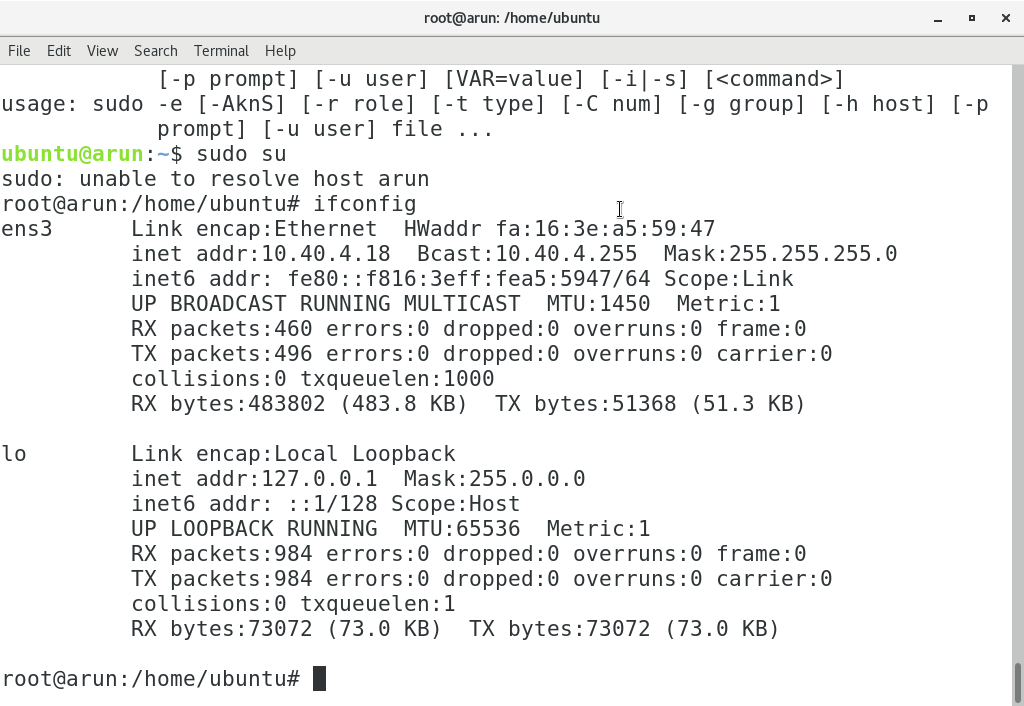 root@arun: /home/ubuntu
File Edit View Search Terminal Help
[-p prompt] [-u user] [VAR=value] [-i|-s] [<command>]
usage: sudo -e [-AknS] [-r role] [-t type] [-C num] [-g group] [-h host] [-p
prompt] [-u user] file ...
ubuntu@arun:~$ sudo su
sudo: unable to resolve host arun
root@arun:/home/ubuntu# ifconfig
ens3      Link encap:Ethernet  HWaddr fa:16:3e:a5:59:47
          inet addr:10.40.4.18  Bcast:10.40.4.255  Mask:255.255.255.0
          inet6 addr: fe80::f816:3eff:fea5:5947/64 Scope:Link
          UP BROADCAST RUNNING MULTICAST  MTU:1450  Metric:1
          RX packets:460 errors:0 dropped:0 overruns:0 frame:0
          TX packets:496 errors:0 dropped:0 overruns:0 carrier:0
          collisions:0 txqueuelen:1000
          RX bytes:483802 (483.8 KB)  TX bytes:51368 (51.3 KB)
lo        Link encap:Local Loopback
          inet addr:127.0.0.1  Mask:255.0.0.0
          inet6 addr: ::1/128 Scope:Host
          UP LOOPBACK RUNNING  MTU:65536  Metric:1
          RX packets:984 errors:0 dropped:0 overruns:0 frame:0
          TX packets:984 errors:0 dropped:0 overruns:0 carrier:0
          collisions:0 txqueuelen:1
          RX bytes:73072 (73.0 KB)  TX bytes:73072 (73.0 KB)
root@arun:/home/ubuntu#